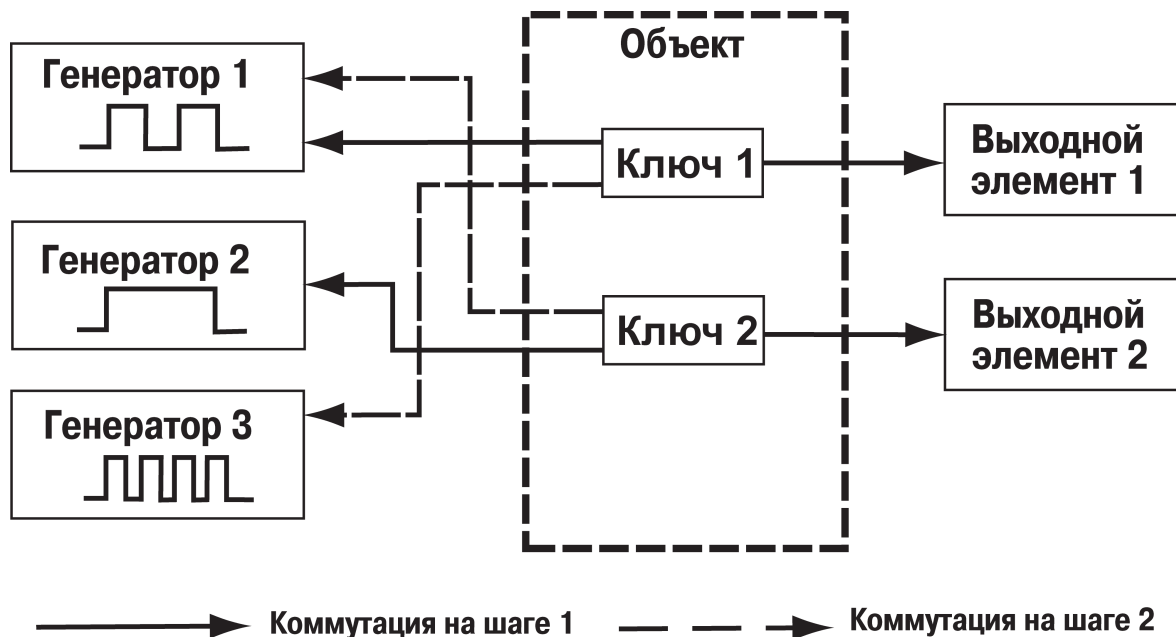 Объект
Генератор 1
Ключ 1
Выходной
элемент 1
Генератор 2
Ключ 2
Выходной
элемент 2
Генератор 3
Коммутация на шаге 1
Коммутация на шаге 2